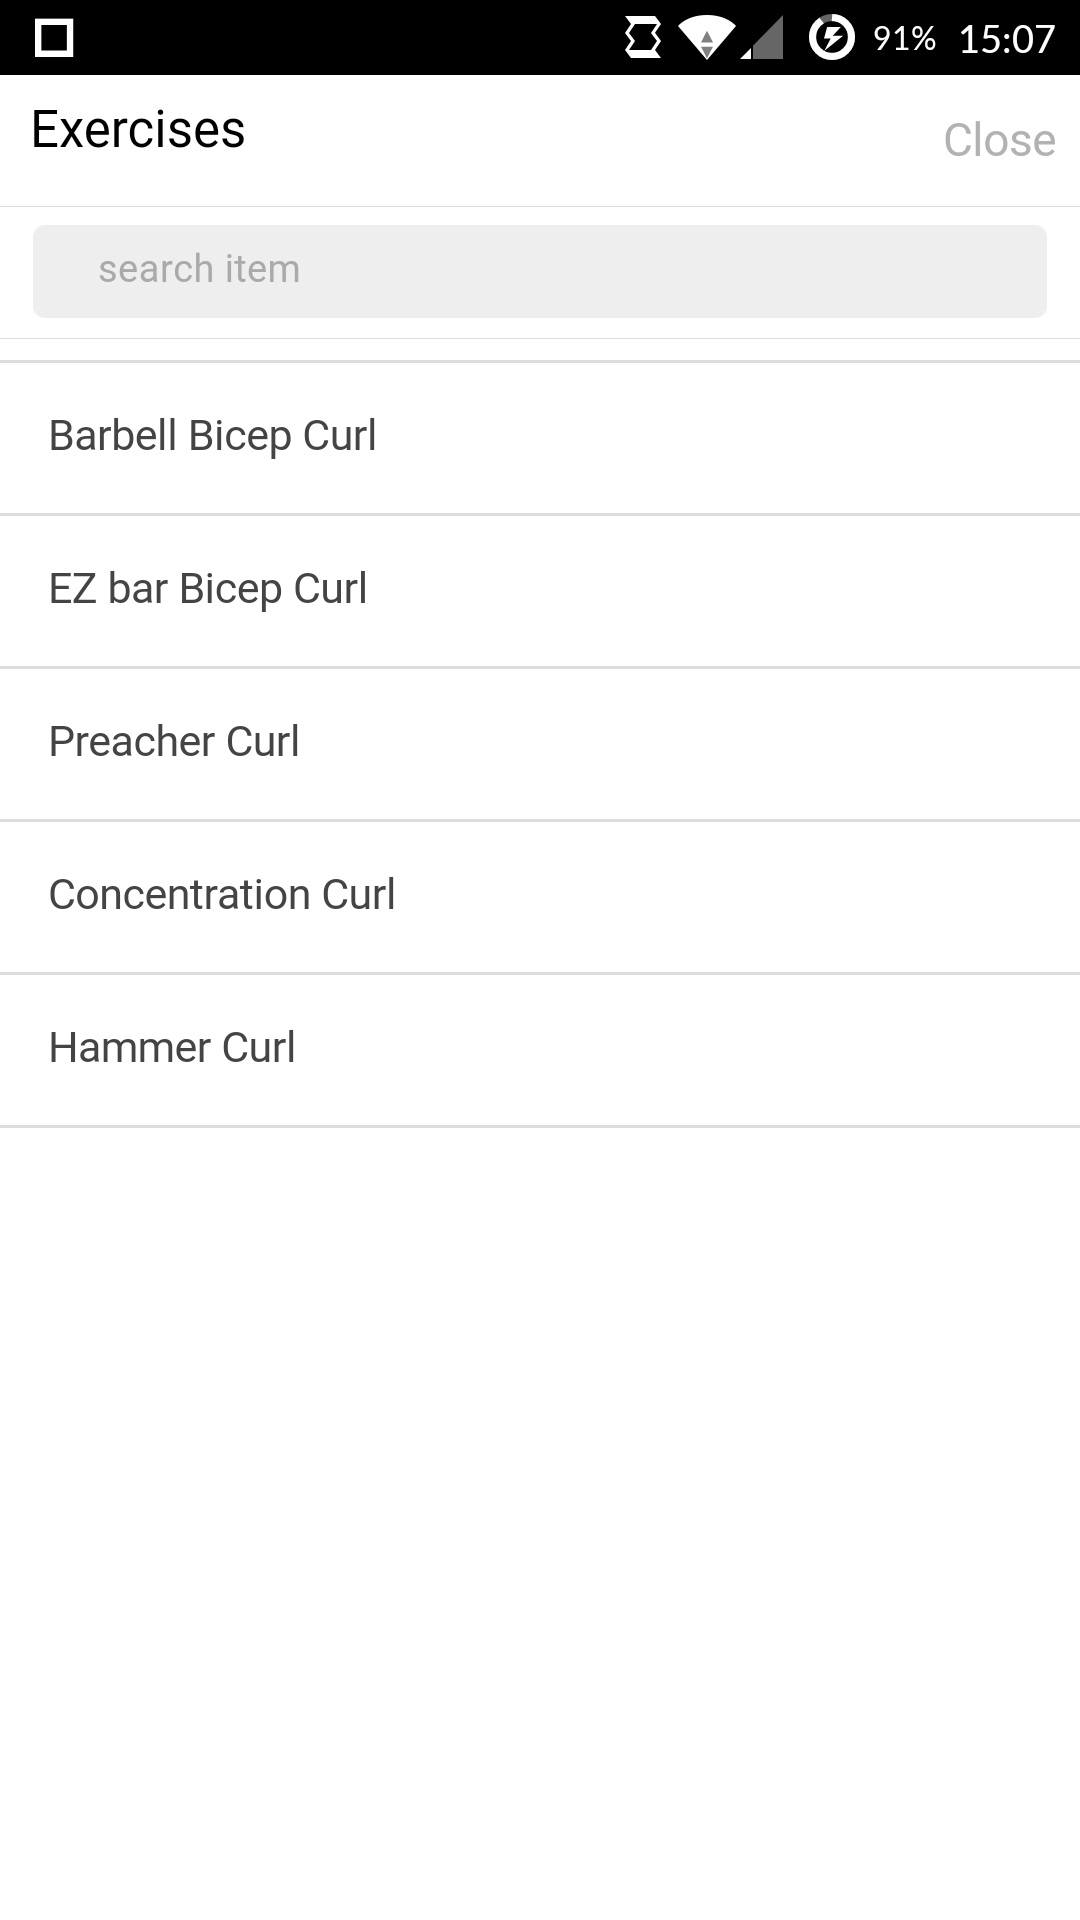 91% 15:07
Exercises
Close
search item
Barbell Bicep Curl
EZ bar Bicep Curl
Preacher Curl
Concentration Curl
Hammer Curl